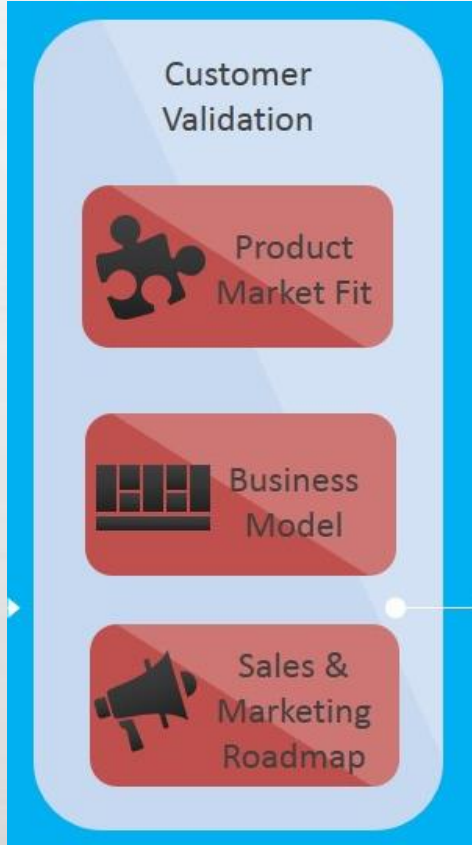 Customer
Validation
Product
Market Fit
Business
Model
Sales &
Marketing
Roadmap